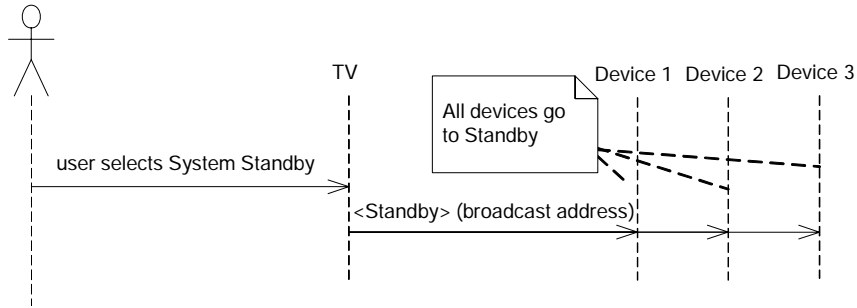 TV
Device 1
Device 2
Device 3
All devices go
to Standby
user selects System Standby
<Standby> (broadcast address)